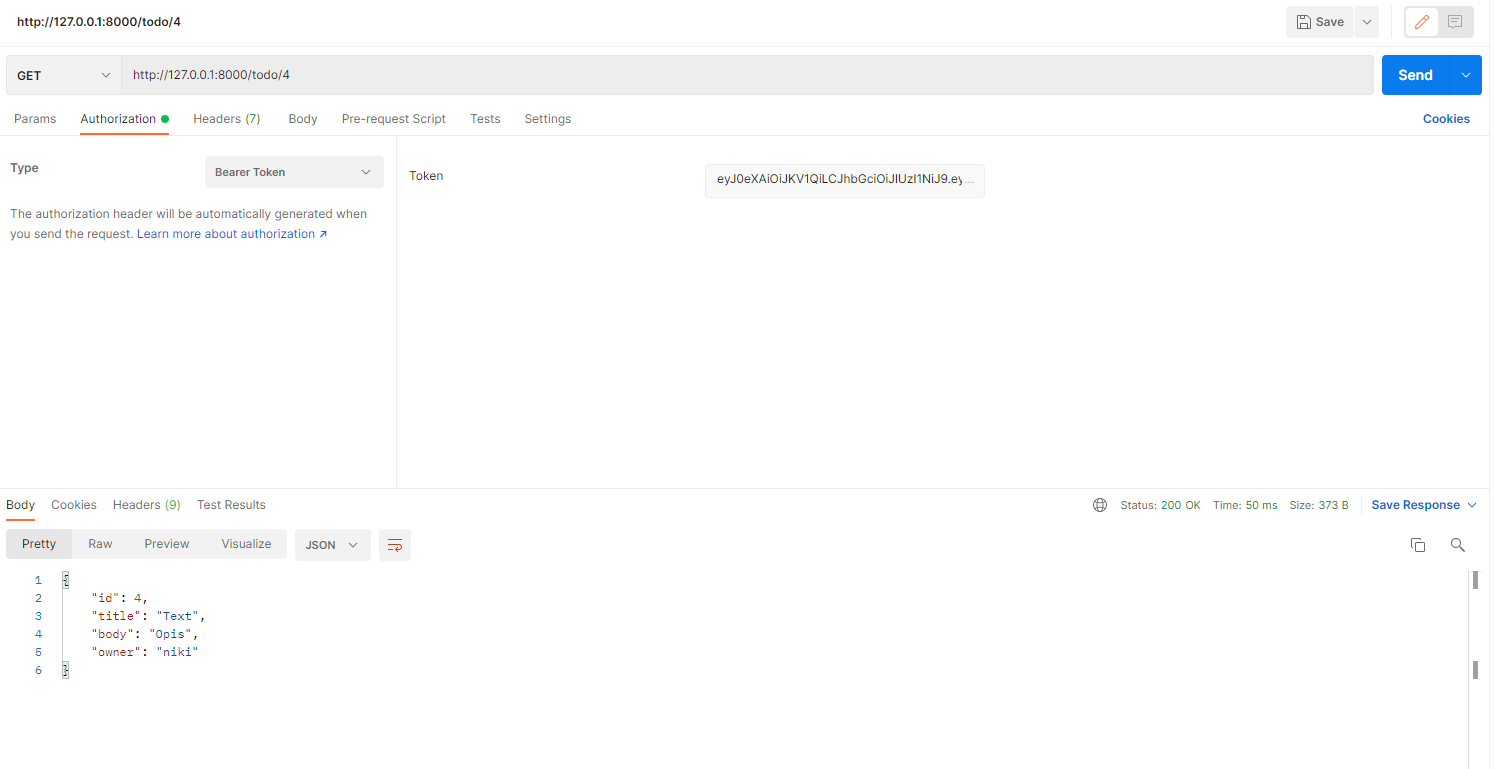 http://127.0.0.1:8000/todo/4
Save
GET
http://127.0.0.1:8000/todo/4
Send
Params
Authorization
Headers (7)
Body
Pre-request Script
Tests
Settings
Cookies
Type
Bearer Token
The authorization header will be automatically generated when
you send the request. Learn more about authorization ↗
Token
eyJ0eXAiOiJKV1QiLCJhbGciOiJIUzI1NiJ9.ey...
Body
Cookies
Headers (9)
Test Results
Status: 200 OK
Time: 50 ms
Size: 373 B
Save Response
Pretty
Raw
Preview
Visualize
JSON
1 {
2 "id": 4,
3 "title": "Text",
4 "body": "Opis",
5 "owner": "niki"
6 }